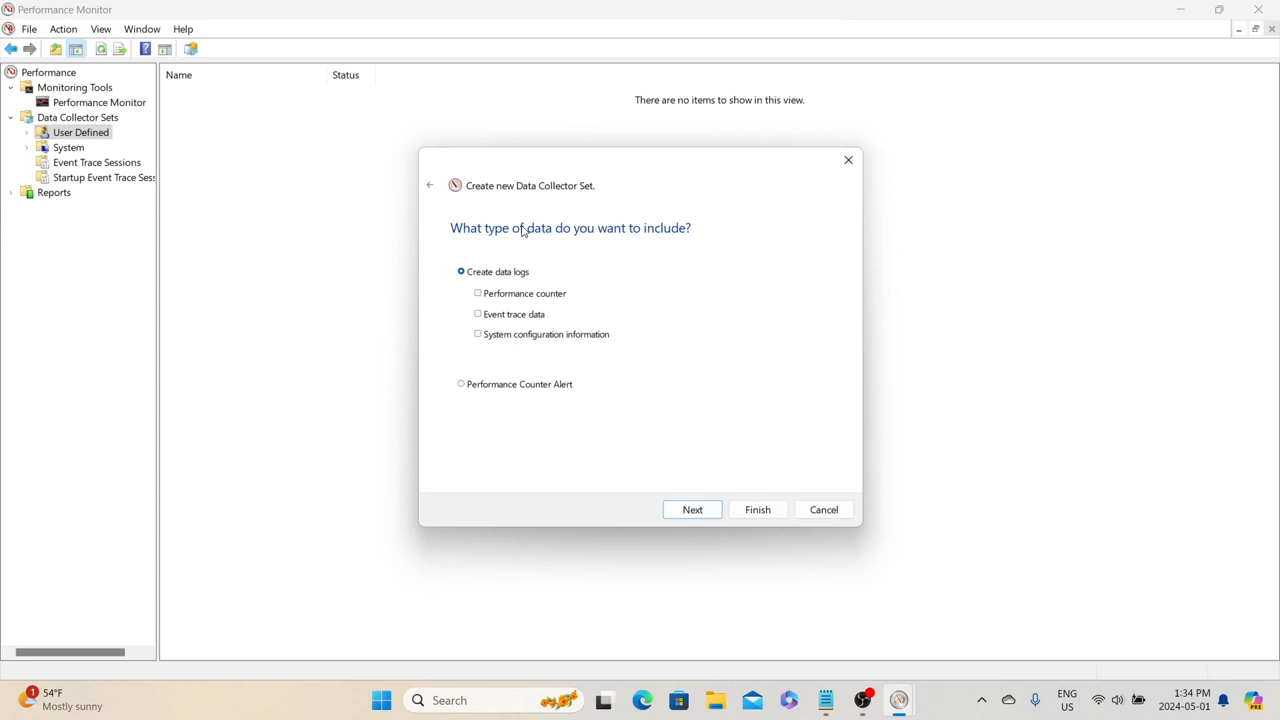 Performance Monitor
File Action View Window Help
Performance
Monitoring Tools
Performance Monitor
Data Collector Sets
User Defined
System
Event Trace Sessions
Startup Event Trace Sess
Reports
Name Status
There are no items to show in this view.
Create new Data Collector Set.
What type of data do you want to include?
Create data logs
Performance counter
Event trace data
System configuration information
Performance Counter Alert
Next Finish Cancel
1
54°F
Mostly sunny
Search
ENG
US
1:34 PM
2024-05-01
PRE